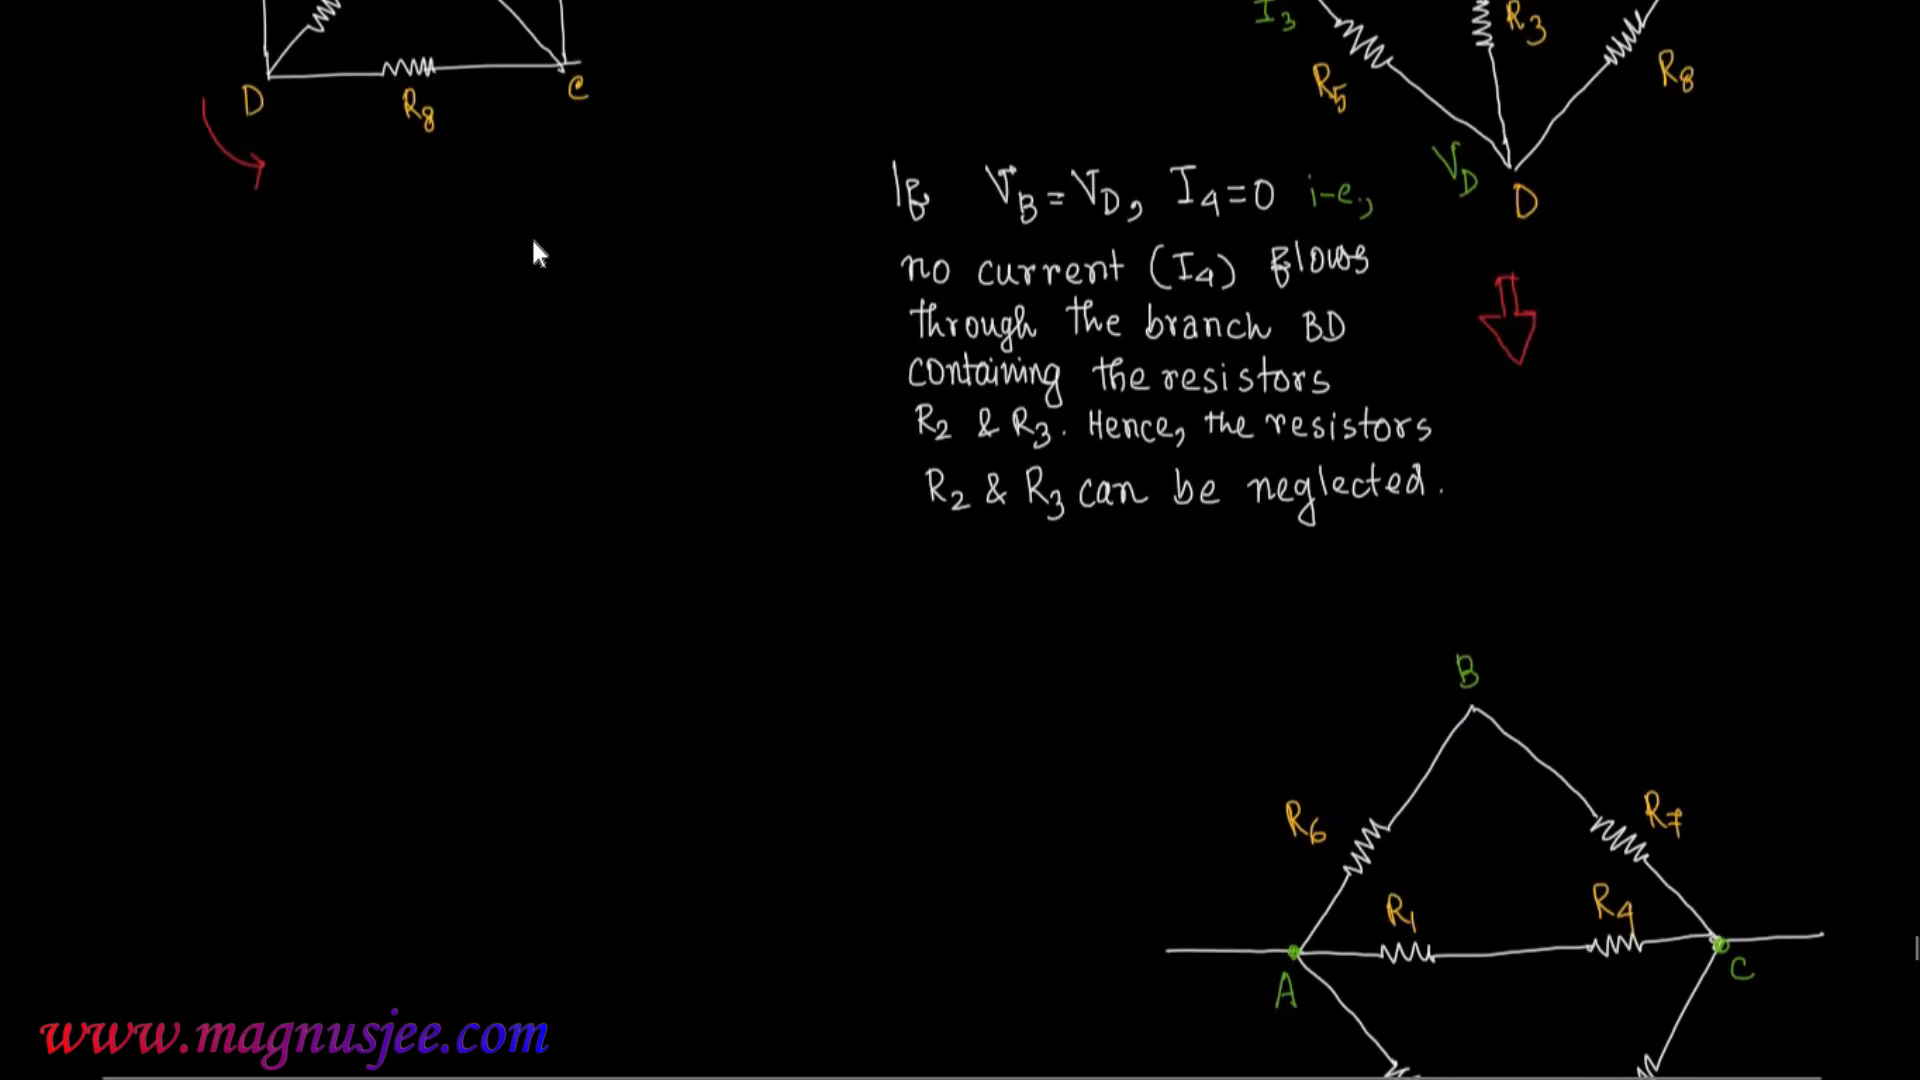 I3
R3
R5
R8
D
R8
C
VD
D
If VB = VD, I4 = 0 i-e.,
no current (I4) flows
through the branch BD
containing the resistors
R2 & R3. Hence, the resistors
R2 & R3 can be neglected.
B
R6
R7
R1
R4
A
C
www.magnusjee.com